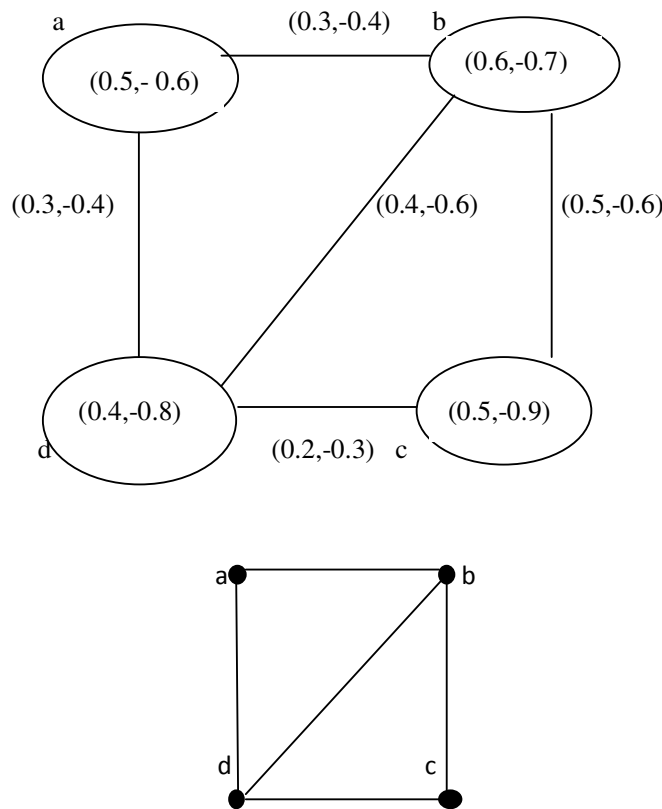 a (0.3,-0.4) b
(0.5,- 0.6) (0.6,-0.7)
(0.3,-0.4) (0.4,-0.6) (0.5,-0.6)
(0.4,-0.8) (0.5,-0.9)
d (0.2,-0.3) c
a b
d c